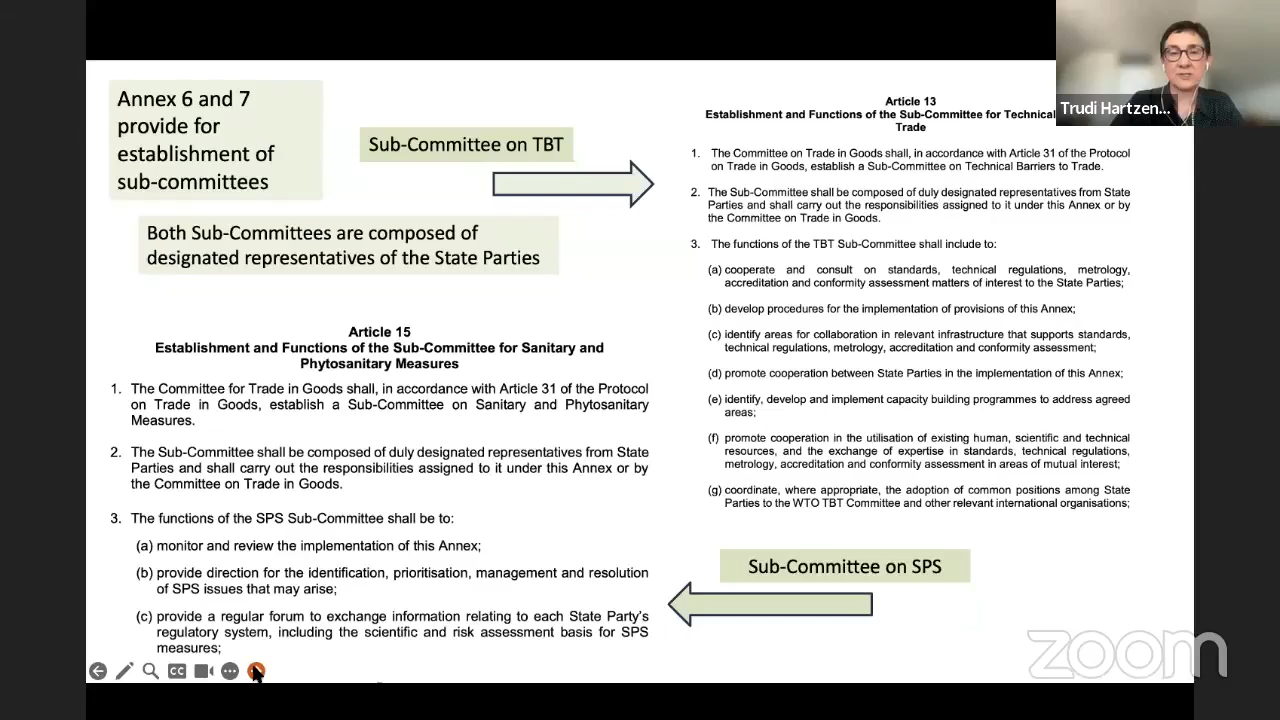 Annex 6 and 7
provide for
establishment of
sub-committees
Sub-Committee on TBT
Both Sub-Committees are composed of
designated representatives of the State Parties
Article 15
Establishment and Functions of the Sub-Committee for Sanitary and
Phytosanitary Measures
1. The Committee for Trade in Goods shall, in accordance with Article 31 of the Protocol
on Trade in Goods, establish a Sub-Committee on Sanitary and Phytosanitary
Measures.
2. The Sub-Committee shall be composed of duly designated representatives from State
Parties and shall carry out the responsibilities assigned to it under this Annex or by
the Committee on Trade in Goods.
3. The functions of the SPS Sub-Committee shall be to:
(a) monitor and review the implementation of this Annex;
(b) provide direction for the identification, prioritisation, management and resolution
of SPS issues that may arise;
(c) provide a regular forum to exchange information relating to each State Party's
regulatory system, including the scientific and risk assessment basis for SPS
measures;
CC
Article 13
Establishment and Functions of the Sub-Committee for Technical
Trade
1. The Committee on Trade in Goods shall, in accordance with Article 31 of the Protocol
on Trade in Goods, establish a Sub-Committee on Technical Barriers to Trade.
2. The Sub-Committee shall be composed of duly designated representatives from State
Parties and shall carry out the responsibilities assigned to it under this Annex or by
the Committee on Trade in Goods.
3. The functions of the TBT Sub-Committee shall include to:
(a) cooperate and consult on standards, technical regulations, metrology,
accreditation and conformity assessment matters of interest to the State Parties;
(b) develop procedures for the implementation of provisions of this Annex;
(c) identify areas for collaboration in relevant infrastructure that supports standards,
technical regulations, metrology, accreditation and conformity assessment;
(d) promote cooperation between State Parties in the implementation of this Annex;
(e) identify, develop and implement capacity building programmes to address agreed
areas;
(f) promote cooperation in the utilisation of existing human, scientific and technical
resources, and the exchange of expertise in standards, technical regulations,
metrology, accreditation and conformity assessment in areas of mutual interest;
(g) coordinate, where appropriate, the adoption of common positions among State
Parties to the WTO TBT Committee and other relevant international organisations;
Sub-Committee on SPS
Trudi Hartzen...
zoom